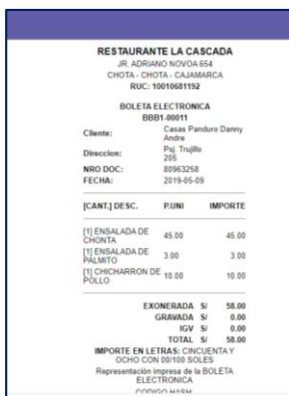 RESTAURANTE LA CASCADA
JR. ADRIANO NOVOA 654
CHOTA - CHOTA - CAJAMARCA
RUC: 10010681192
BOLETA ELECTRONICA
BBB1-00011
Cliente: Casas Panduro Danny
Andre
Direccion: Psj. Trujillo
205
NRO DOC: 80963258
FECHA: 2019-05-09
[CANT.] DESC. P.UNI IMPORTE
[1] ENSALADA DE
CHONTA 45.00 45.00
[1] ENSALADA DE
PALMITO 3.00 3.00
[1] CHICHARRON DE
POLLO 10.00 10.00
EXONERADA S/ 58.00
GRAVADA S/ 0.00
IGV S/ 0.00
TOTAL S/ 58.00
IMPORTE EN LETRAS: CINCUENTA Y
OCHO CON 00/100 SOLES
Representación impresa de la BOLETA
ELECTRONICA
CODIGO HASH